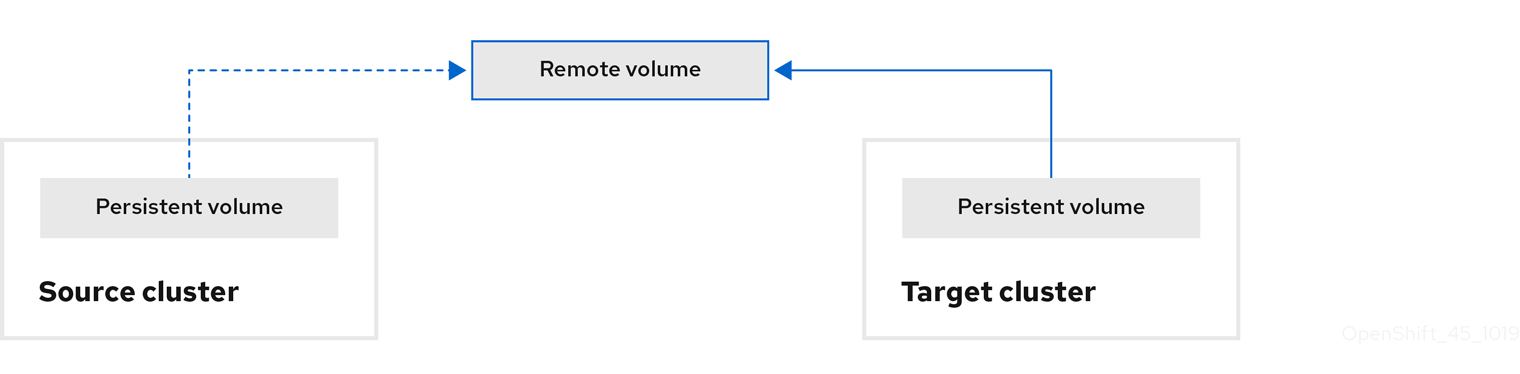 Remote volume
Persistent volume
Source cluster
Persistent volume
Target cluster
OpenShift_45_1019